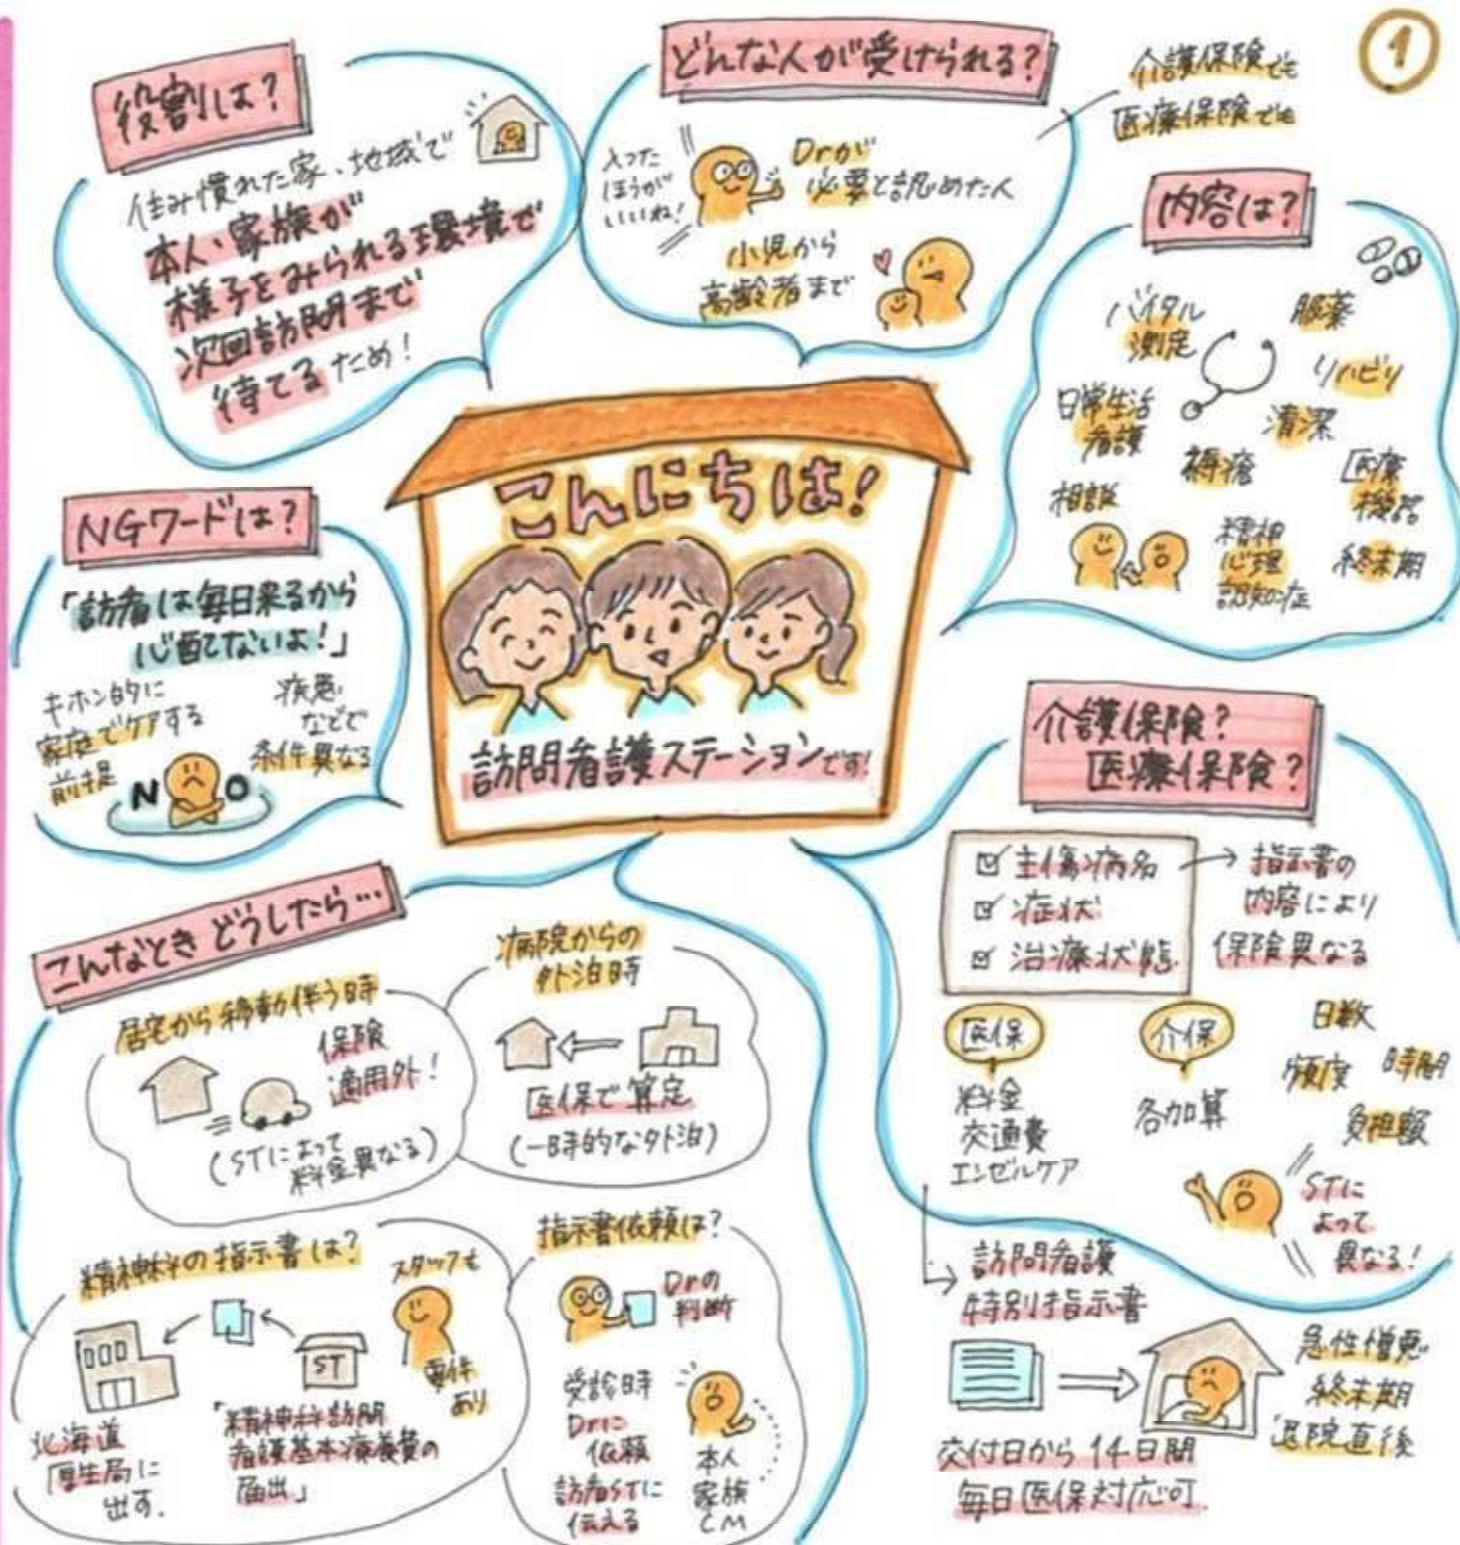 ①
役割は？
住み慣れた家、地域で
本人・家族が
様子をみられる環境で
次回訪問まで
待てるため！
どんな人が受けられる？
介護保険でも
医療保険でも
入った
ほうが
いいね！
Drが
必要と認めた人
小児から
高齢者まで
内容は？
バイタル
測定
服薬
リハビリ
日常生活
看護
清潔
褥瘡
相談
医療
機器
精神
心理
認知症
終末期
こんにちは！
訪問看護ステーションです！
NGワードは？
「訪看は毎日来るから
心配ないよ！」
キホン的に
家庭でケアする
前提
疾患
などで
条件異なる
NO
介護保険？
医療保険？
☑主傷病名
☑症状
☑治療状態
→指示書の
内容により
保険異なる
医保
料金
交通費
エンゼルケア
介保
各加算
日数
頻度
時間
負担額
STに
よって
異なる！
訪問看護
特別指示書
急性憎悪
終末期
退院直後
交付日から14日間
毎日医保対応可
こんなときどうしたら…
居宅から移動伴う時
保険
適用外！
（STによって
料金異なる）
病院からの
外泊時
医保で算定
（一時的な外泊）
精神科の指示書は？
スタッフも
要件
あり
ST
北海道
厚生局に
出す。
「精神科訪問
看護基本療養費の
届出」
指示書依頼は？
Drの
判断
受診時
Drに
依頼
訪看STに
伝える
本人
家族
CM